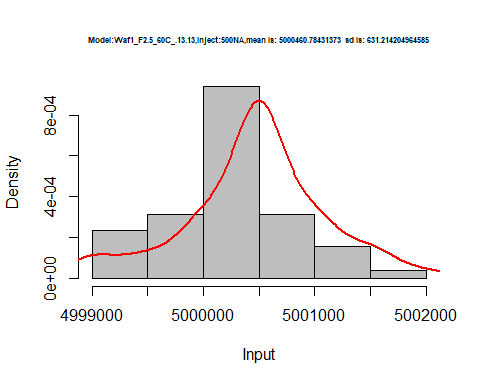 Model:Waf1_F2.5_60C_.13.13,Inject:500NA,mean is: 5000460.78431373 sd is: 631.214204964585
Density
8e-04
4e-04
0e+00
4999000 5000000 5001000 5002000
Input